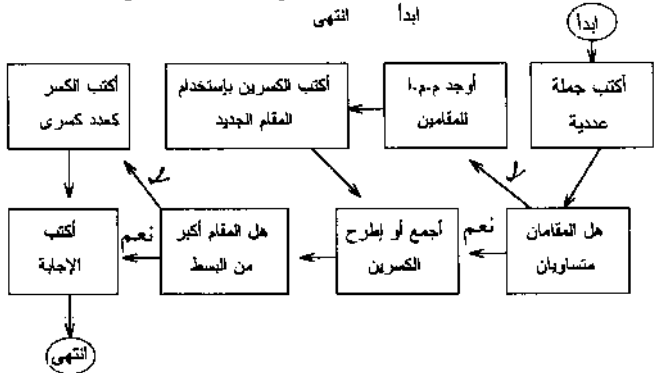 ابدأ انتهى
ابدأ
أكتب جملة
عددية
أوجد م.م.ا
للمقامين
أكتب الكسرين بإستخدام
المقام الجديد
أكتب الكسر
كعدد كسرى
لا
لا
هل المقامان
متساويان
نعم
أجمع أو إطرح
الكسرين
هل المقام أكبر
من البسط
نعم
أكتب
الإجابة
انتهى